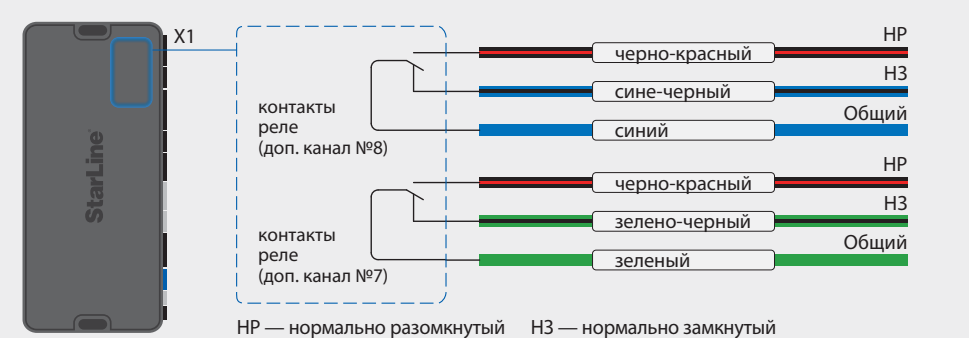 X1
StarLine
контакты
реле
(доп. канал №8)
черно-красный
НР
сине-черный
НЗ
синий
Общий
контакты
реле
(доп. канал №7)
черно-красный
НР
зелено-черный
НЗ
зеленый
Общий
НР — нормально разомкнутый НЗ — нормально замкнутый